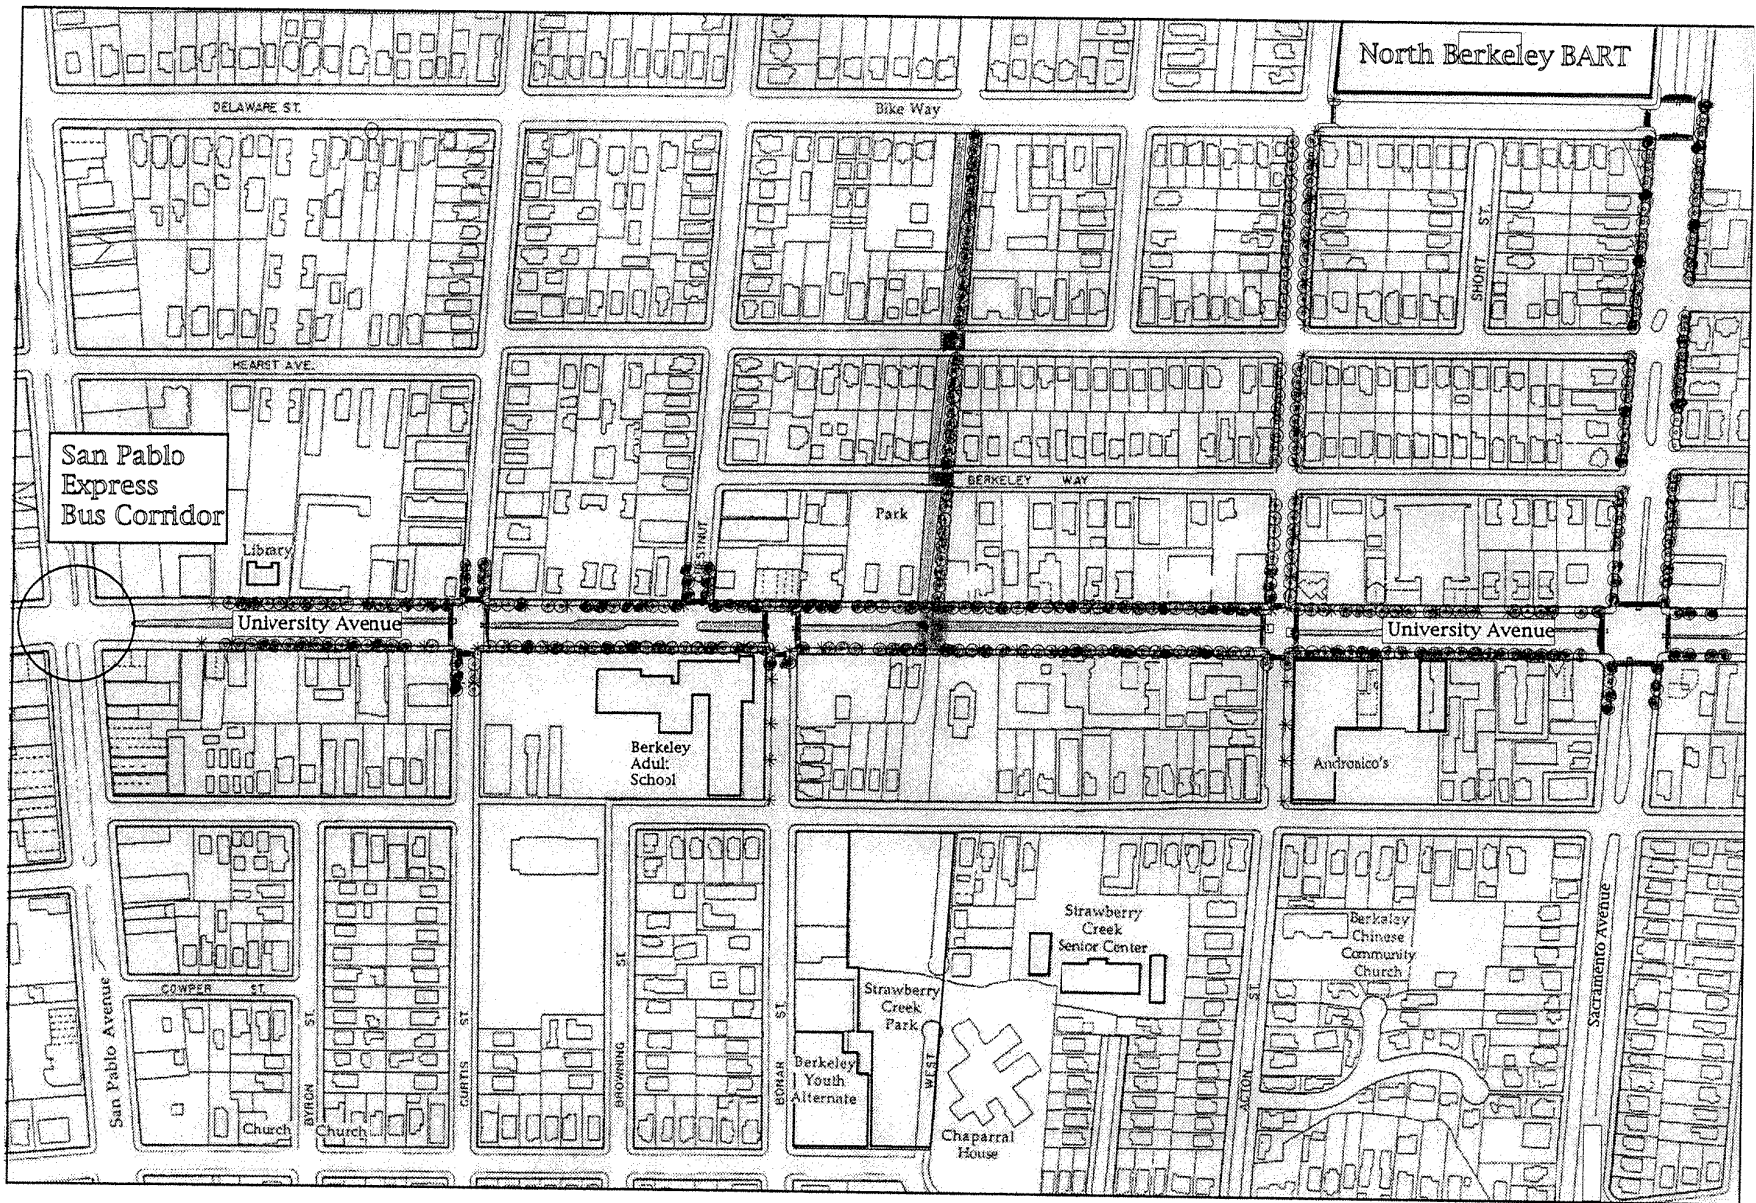 North Berkeley BART
DELAWARE ST.
Bike Way
SHORT ST.
HEARST AVE.
San Pablo
Express
Bus Corridor
BERKELEY WAY
Park
Library
University Avenue
University Avenue
Berkeley
Adult
School
Andronico's
Strawberry
Creek
Senior Center
Berkeley
Chinese
Community
Church
Sacramento Avenue
COWPER ST.
San Pablo Avenue
Strawberry
Creek
Park
BYRON ST.
CURTIS ST.
BROWNING ST.
BONAR ST.
WEST
ACTON ST.
Berkeley
Youth
Alternate
Church
Church
Chaparral
House